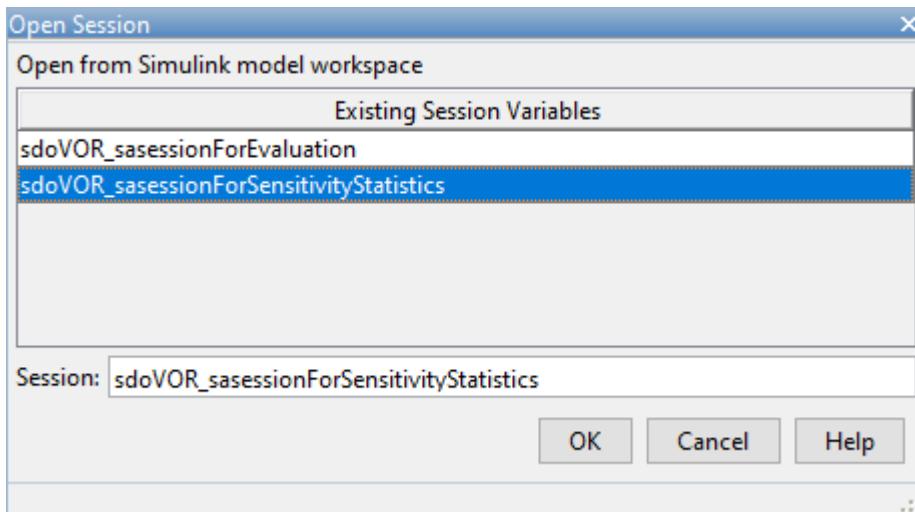 Open Session
Open from Simulink model workspace
Existing Session Variables
sdoVOR_sasessionForEvaluation
sdoVOR_sasessionForSensitivityStatistics
Session: sdoVOR_sasessionForSensitivityStatistics
OK Cancel Help